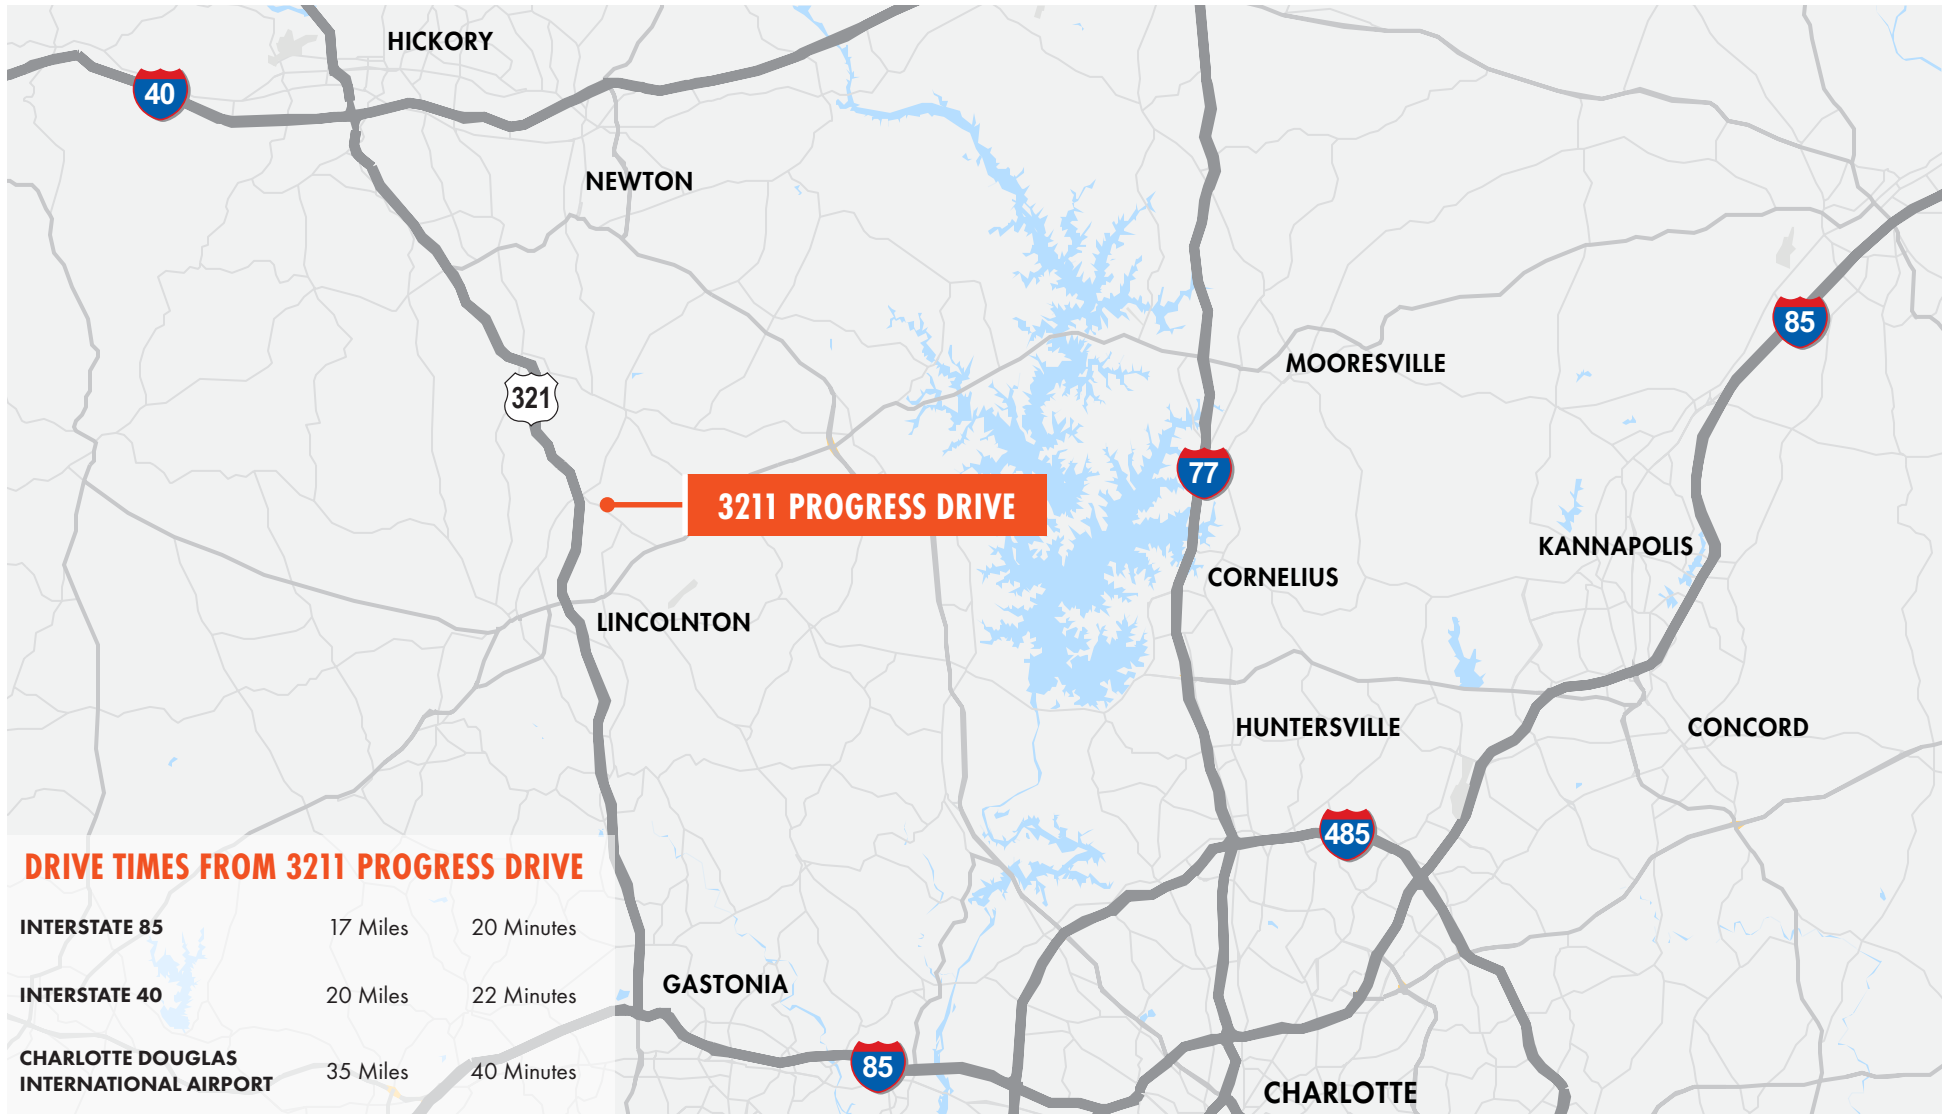 HICKORY
40
NEWTON
85
MOORESVILLE
321
77
3211 PROGRESS DRIVE
KANNAPOLIS
CORNELIUS
LINCOLNTON
HUNTERSVILLE
CONCORD
485
DRIVE TIMES FROM 3211 PROGRESS DRIVE
INTERSTATE 85 17 Miles 20 Minutes
INTERSTATE 40 20 Miles 22 Minutes
CHARLOTTE DOUGLAS
INTERNATIONAL AIRPORT 35 Miles 40 Minutes
GASTONIA
85
CHARLOTTE